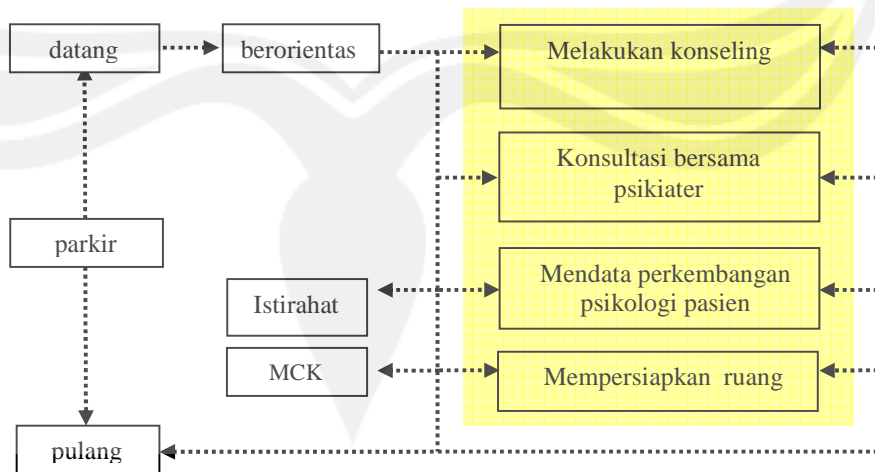 datang
berorientas
Melakukan konseling
Konsultasi bersama
psikiater
parkir
Mendata perkembangan
psikologi pasien
Istirahat
MCK
Mempersiapkan ruang
pulang